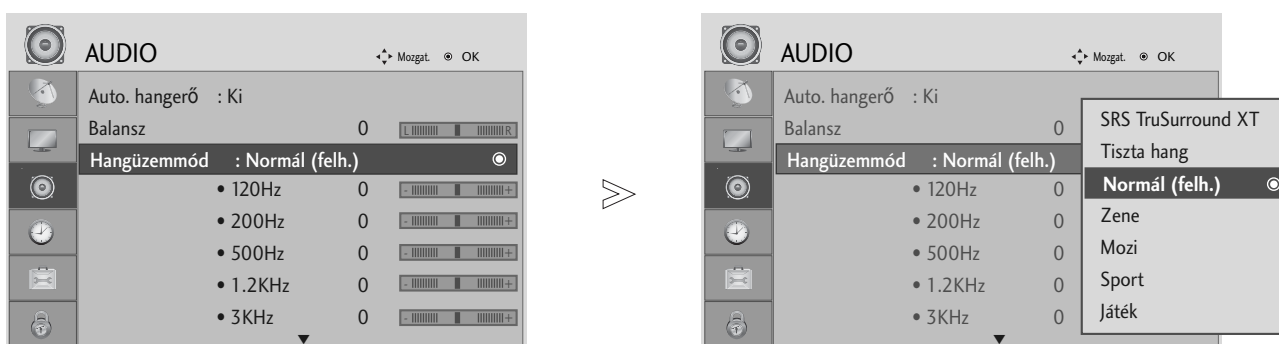 AUDIO
Mozgat. OK
Auto. hangerő : Ki
Balansz 0 L R
Hangüzemmód : Normál (felh.)
• 120Hz 0 - +
• 200Hz 0 - +
• 500Hz 0 - +
• 1.2KHz 0 - +
• 3KHz 0 - +
AUDIO
Mozgat. OK
Auto. hangerő : Ki
Balansz 0
Hangüzemmód : Normál (felh.)
• 120Hz 0
• 200Hz 0
• 500Hz 0
• 1.2KHz 0
• 3KHz 0
SRS TruSurround XT
Tiszta hang
Normál (felh.)
Zene
Mozi
Sport
Játék